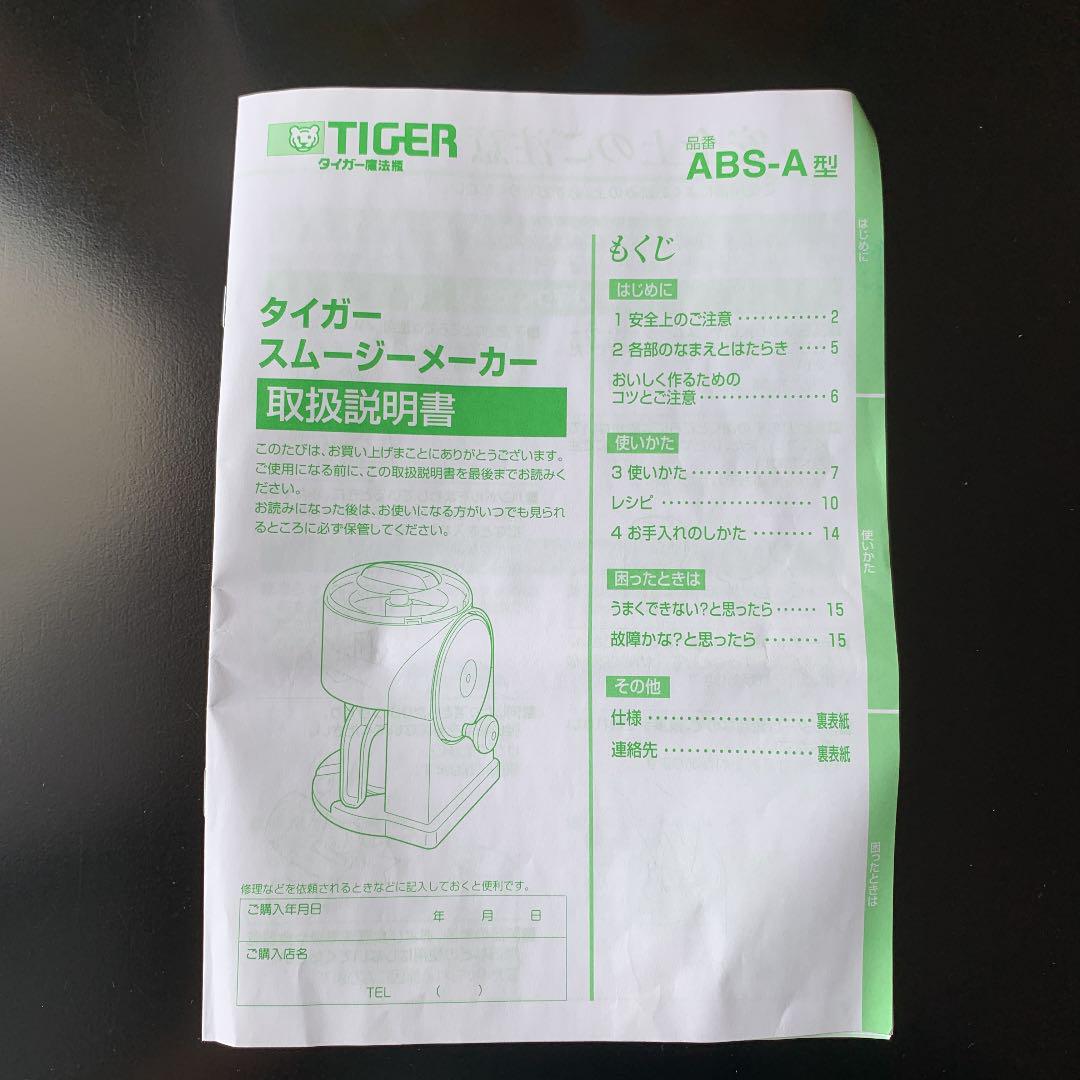 TIGER
タイガー魔法瓶
品番
ABS-A型
タイガー
スムージーメーカー
取扱説明書
このたびは、お買い上げまことにありがとうございます。
ご使用になる前に、この取扱説明書を最後までお読みく
ださい。
お読みになった後は、お使いになる方がいつでも見られ
るところに必ず保管してください。
修理などを依頼されるときなどに記入しておくと便利です。
ご購入年月日 年 月 日
ご購入店名
TEL ( )
もくじ
はじめに
1 安全上のご注意 ············ 2
2 各部のなまえとはたらき ···· 5
おいしく作るための
コツとご注意 ················· 6
使いかた
3 使いかた ·················· 7
レシピ ···················· 10
4 お手入れのしかた ········ 14
困ったときは
うまくできない?と思ったら ······ 15
故障かな?と思ったら ······· 15
その他
仕様 ······················ 裏表紙
連絡先 ···················· 裏表紙
はじめに
使いかた
困ったときは